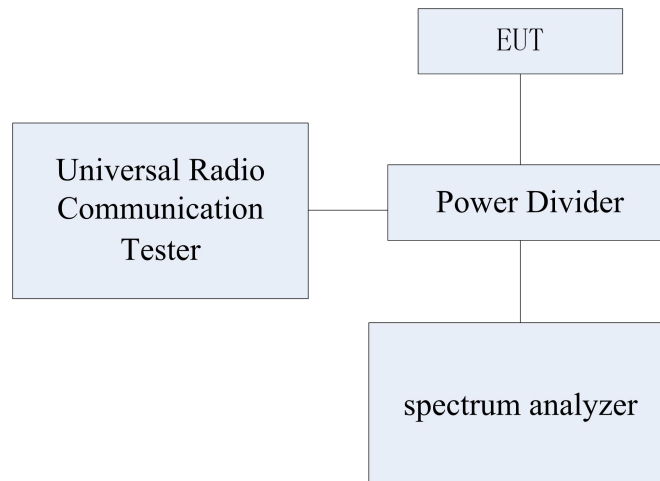 EUT
Universal Radio
Communication
Tester
Power Divider
spectrum analyzer